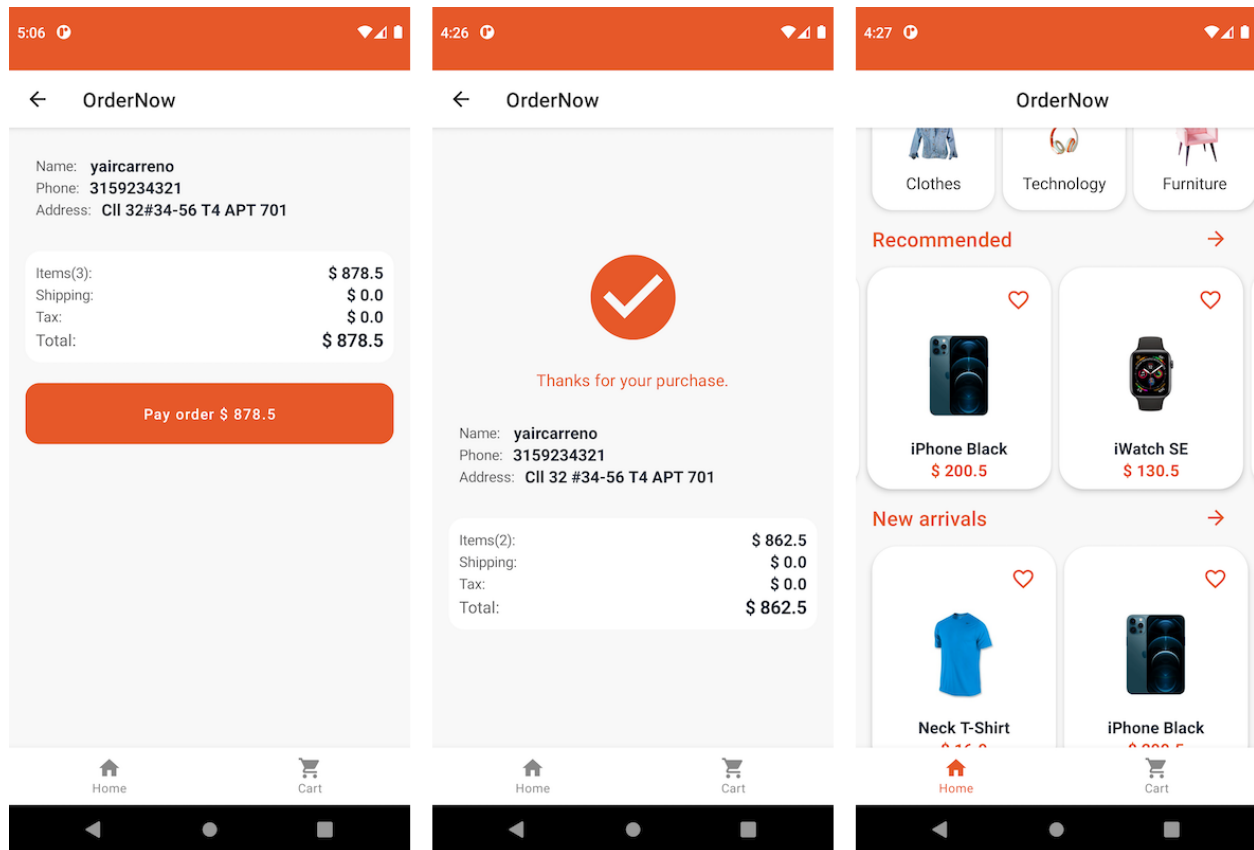 5:06
OrderNow
Name: yaircarreno
Phone: 3159234321
Address: Cll 32#34-56 T4 APT 701
Items(3): $ 878.5
Shipping: $ 0.0
Tax: $ 0.0
Total: $ 878.5
Pay order $ 878.5
Home Cart
4:26
OrderNow
Thanks for your purchase.
Name: yaircarreno
Phone: 3159234321
Address: Cll 32 #34-56 T4 APT 701
Items(2): $ 862.5
Shipping: $ 0.0
Tax: $ 0.0
Total: $ 862.5
Home Cart
4:27
OrderNow
Clothes Technology Furniture
Recommended
iPhone Black iWatch SE
$ 200.5 $ 130.5
New arrivals
Neck T-Shirt iPhone Black
Home Cart